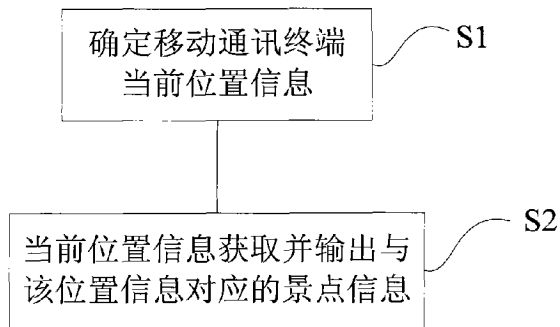 确定移动通讯终端
当前位置信息
S1
当前位置信息获取并输出与
该位置信息对应的景点信息
S2